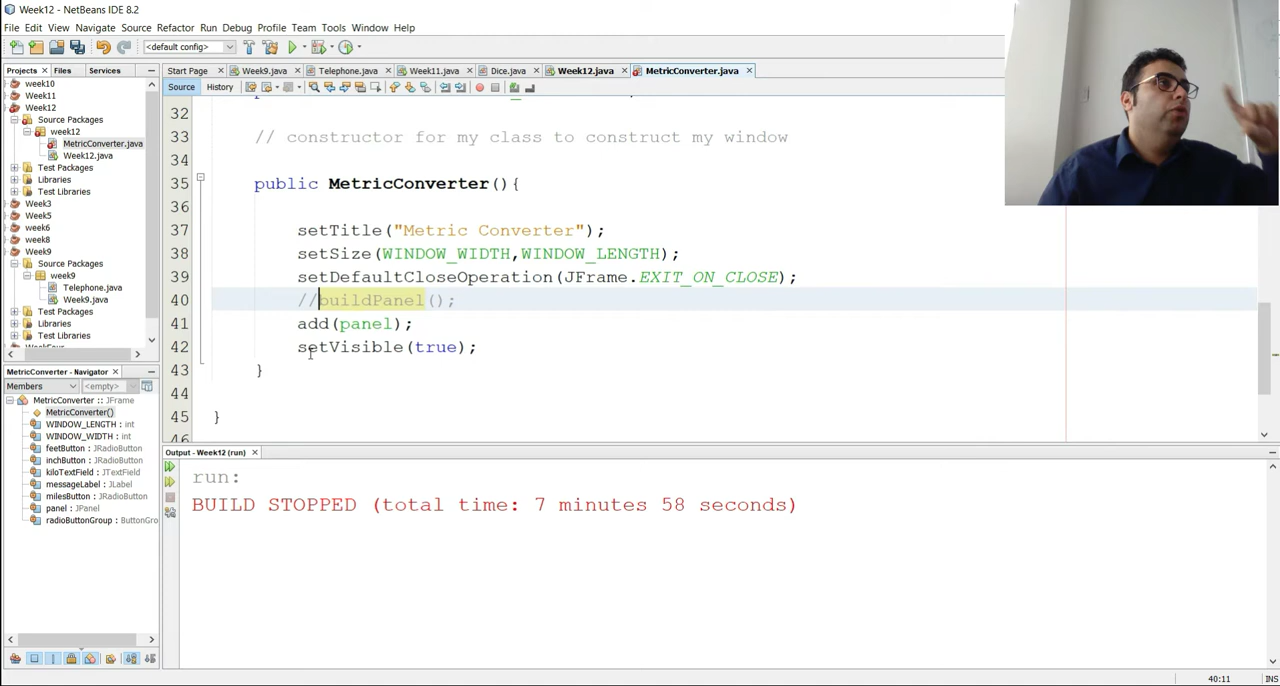 Week12 - NetBeans IDE 8.2
File Edit View Navigate Source Refactor Run Debug Profile Team Tools Window Help
<default config>
Projects Files Services
Start Page Week9.java Telephone.java Week11.java Dice.java Week12.java MetricConverter.java
Source History
week10
Week11
Week12
Source Packages
week12
MetricConverter.java
Week12.java
Test Packages
Libraries
Test Libraries
Week3
Week5
week6
week8
Week9
Source Packages
week9
Telephone.java
Week9.java
Test Packages
Libraries
Test Libraries
32
33 // constructor for my class to construct my window
34
35 public MetricConverter(){
36
37 setTitle("Metric Converter");
38 setSize(WINDOW_WIDTH,WINDOW_LENGTH);
39 setDefaultCloseOperation(JFrame.EXIT_ON_CLOSE);
40 //buildPanel();
41 add(panel);
42 setVisible(true);
43 }
44
45 }
46
MetricConverter - Navigator
Members <empty>
MetricConverter :: JFrame
MetricConverter()
WINDOW_LENGTH : int
WINDOW_WIDTH : int
feetButton : JRadioButton
inchButton : JRadioButton
kiloTextField : JTextField
messageLabel : JLabel
milesButton : JRadioButton
panel : JPanel
radioButtonGroup : ButtonGro
Output - Week12 (run)
run:
BUILD STOPPED (total time: 7 minutes 58 seconds)
40:11 INS